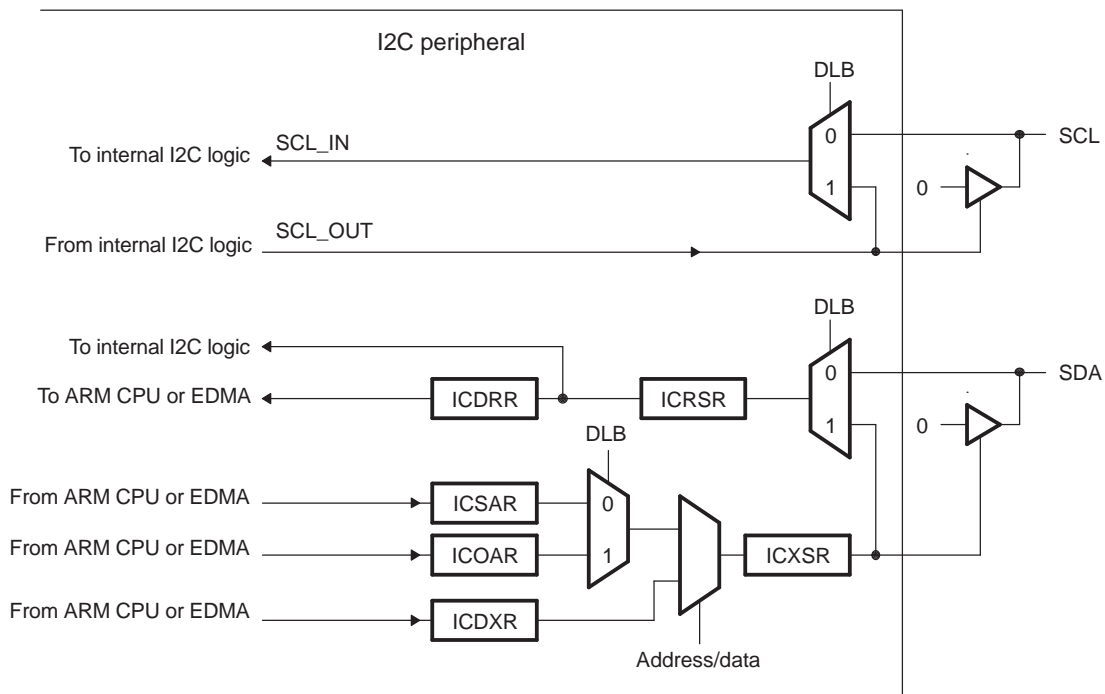 I2C peripheral
DLB
SCL_IN
To internal I2C logic
0
SCL
1
0
SCL_OUT
From internal I2C logic
DLB
To internal I2C logic
0
SDA
To ARM CPU or EDMA
ICDRR
ICRSR
1
0
DLB
From ARM CPU or EDMA
ICSAR
0
From ARM CPU or EDMA
ICOAR
1
ICXSR
From ARM CPU or EDMA
ICDXR
Address/data